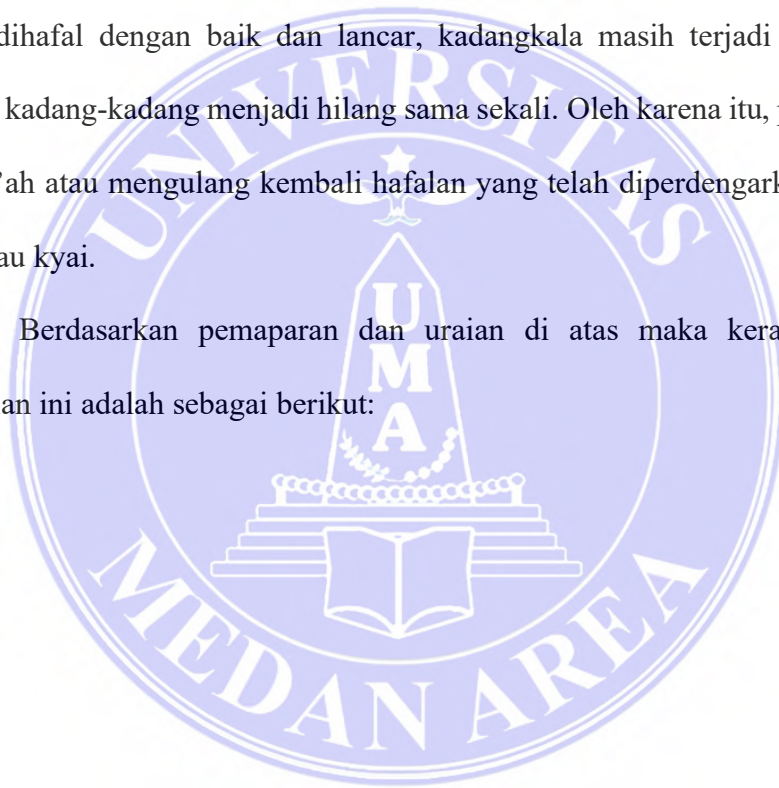 dihafal dengan baik dan lancar, kadangkala masih terjadi
kadang-kadang menjadi hilang sama sekali. Oleh karena itu,
'ah atau mengulang kembali hafalan yang telah diperdengark
au kyai.
Berdasarkan pemaparan dan uraian di atas maka kera
an ini adalah sebagai berikut:
UNIVERSITAS
UMA
MEDAN AREA